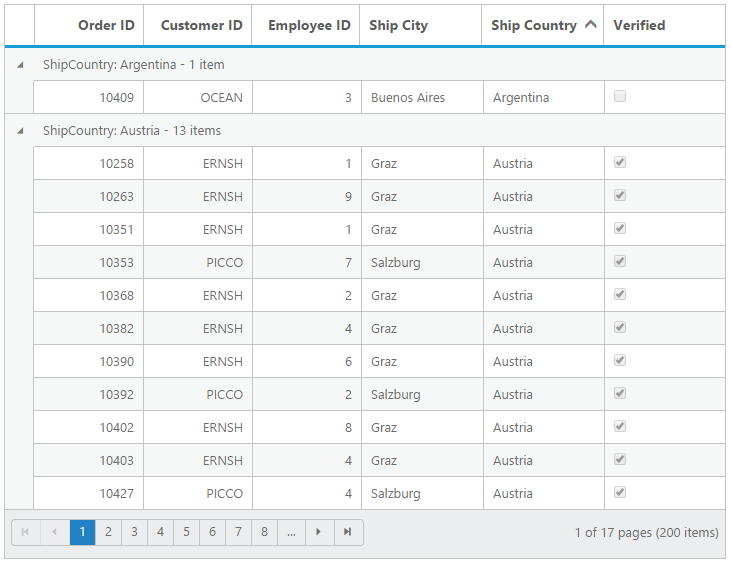 Order ID Customer ID Employee ID Ship City Ship Country Verified
ShipCountry: Argentina - 1 item
10409 OCEAN 3 Buenos Aires Argentina
ShipCountry: Austria - 13 items
10258 ERNSH 1 Graz Austria
10263 ERNSH 9 Graz Austria
10351 ERNSH 1 Graz Austria
10353 PICCO 7 Salzburg Austria
10368 ERNSH 2 Graz Austria
10382 ERNSH 4 Graz Austria
10390 ERNSH 6 Graz Austria
10392 PICCO 2 Salzburg Austria
10402 ERNSH 8 Graz Austria
10403 ERNSH 4 Graz Austria
10427 PICCO 4 Salzburg Austria
1 2 3 4 5 6 7 8 ... 1 of 17 pages (200 items)